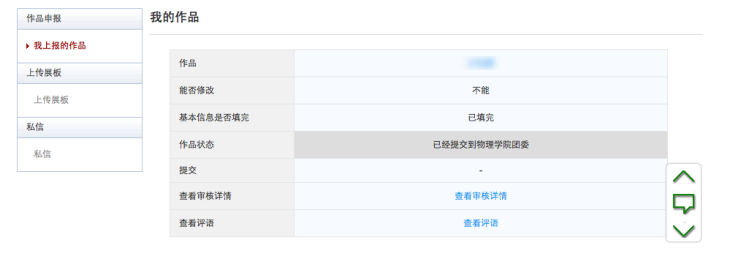 作品申报
我上报的作品
上传展板
上传展板
私信
私信
我的作品
作品
能否修改 不能
基本信息是否填完 已填完
作品状态 已经提交到物理学院团委
提交 -
查看审核详情 查看审核详情
查看评语 查看评语